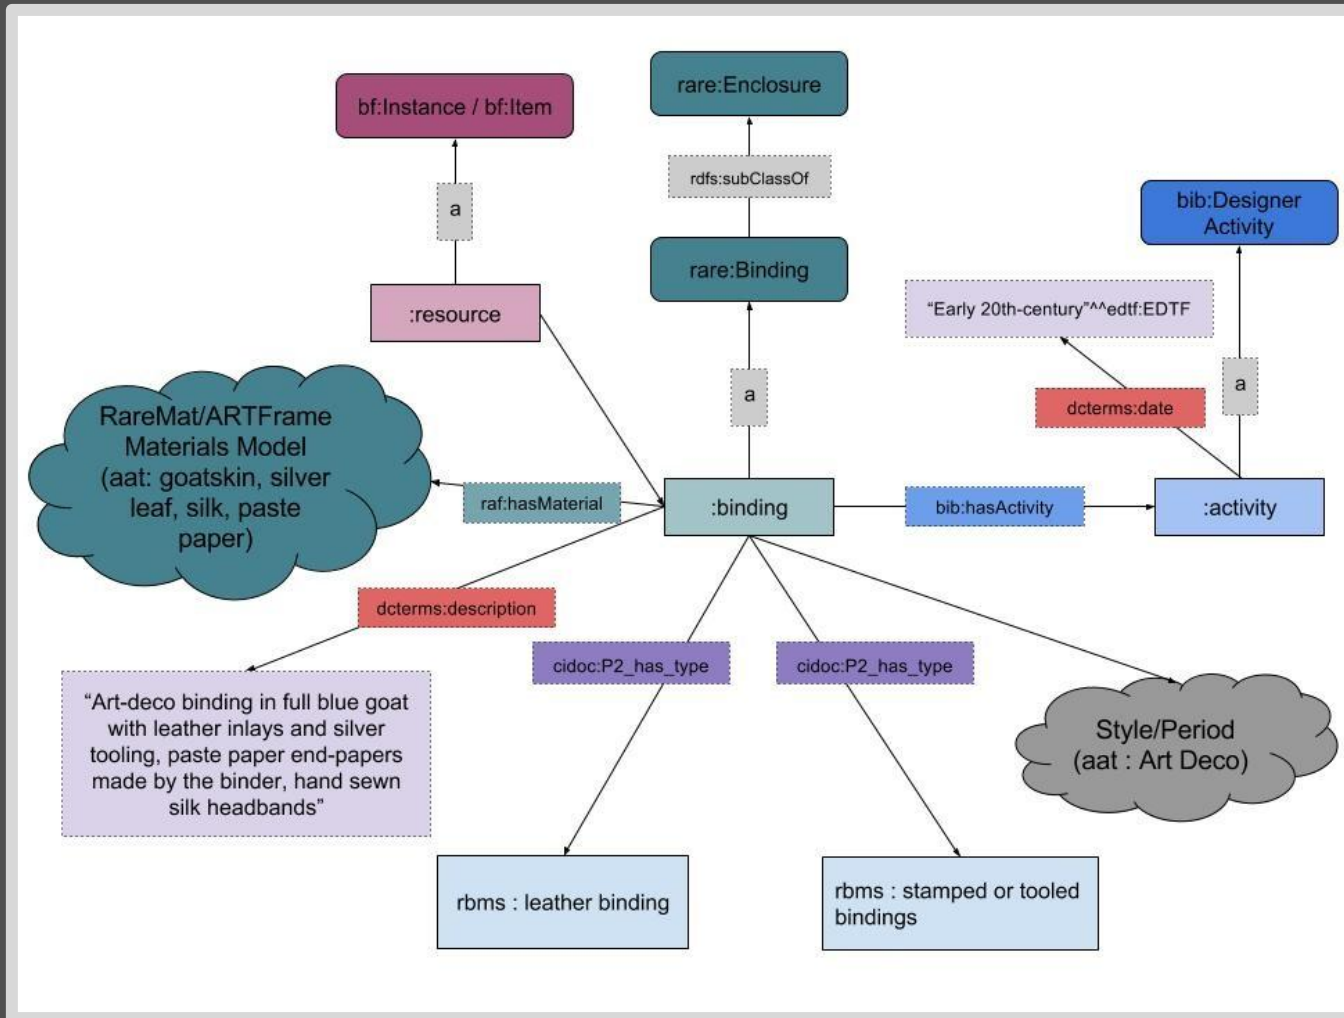 bf:Instance / bf:Item
rare:Enclosure
a
rdfs:subClassOf
bib:Designer
Activity
:resource
rare:Binding
“Early 20th-century”^^edtf:EDTF
a
a
dcterms:date
RareMat/ARTFrame
Materials Model
(aat: goatskin, silver
leaf, silk, paste
paper)
raf:hasMaterial
:binding
bib:hasActivity
:activity
dcterms:description
cidoc:P2_has_type
cidoc:P2_has_type
“Art-deco binding in full blue goat
with leather inlays and silver
tooling, paste paper end-papers
made by the binder, hand sewn
silk headbands”
Style/Period
(aat : Art Deco)
rbms : leather binding
rbms : stamped or tooled
bindings